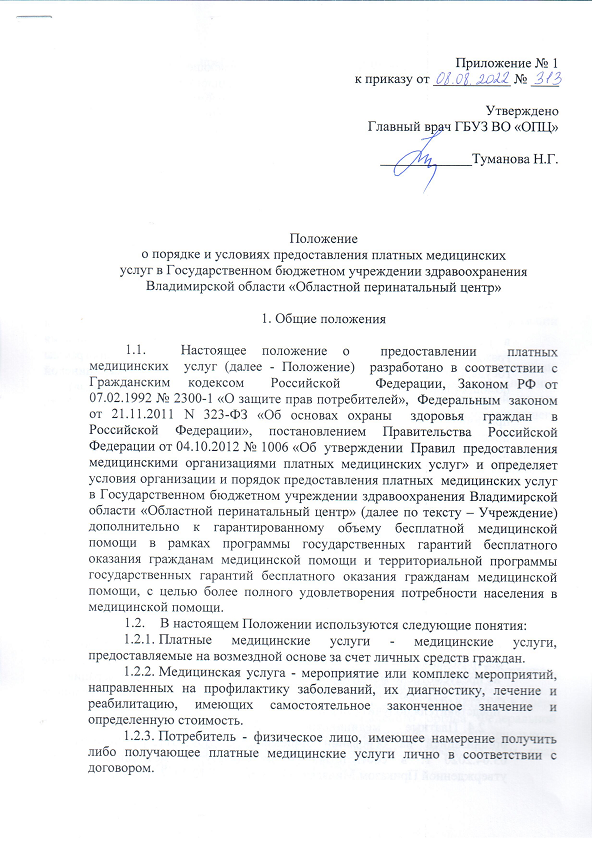 Приложение № 1
к приказу от 08.08.2022 № 313
Утверждено
Главный врач ГБУЗ ВО «ОПЦ»
____________Туманова Н.Г.
Положение
о порядке и условиях предоставления платных медицинских
услуг в Государственном бюджетном учреждении здравоохранения
Владимирской области «Областной перинатальный центр»
1. Общие положения
1.1. Настоящее положение о предоставлении платных
медицинских услуг (далее - Положение) разработано в соответствии с
Гражданским кодексом Российской Федерации, Законом РФ от
07.02.1992 № 2300-1 «О защите прав потребителей», Федеральным законом
от 21.11.2011 N 323-ФЗ «Об основах охраны здоровья граждан в
Российской Федерации», постановлением Правительства Российской
Федерации от 04.10.2012 № 1006 «Об утверждении Правил предоставления
медицинскими организациями платных медицинских услуг» и определяет
условия организации и порядок предоставления платных медицинских услуг
в Государственном бюджетном учреждении здравоохранения Владимирской
области «Областной перинатальный центр» (далее по тексту – Учреждение)
дополнительно к гарантированному объему бесплатной медицинской
помощи в рамках программы государственных гарантий бесплатного
оказания гражданам медицинской помощи и территориальной программы
государственных гарантий бесплатного оказания гражданам медицинской
помощи, с целью более полного удовлетворения потребности населения в
медицинской помощи.
1.2. В настоящем Положении используются следующие понятия:
1.2.1. Платные медицинские услуги - медицинские услуги,
предоставляемые на возмездной основе за счет личных средств граждан.
1.2.2. Медицинская услуга - мероприятие или комплекс мероприятий,
направленных на профилактику заболеваний, их диагностику, лечение и
реабилитацию, имеющих самостоятельное законченное значение и
определенную стоимость.
1.2.3. Потребитель - физическое лицо, имеющее намерение получить
либо получающее платные медицинские услуги лично в соответствии с
договором.